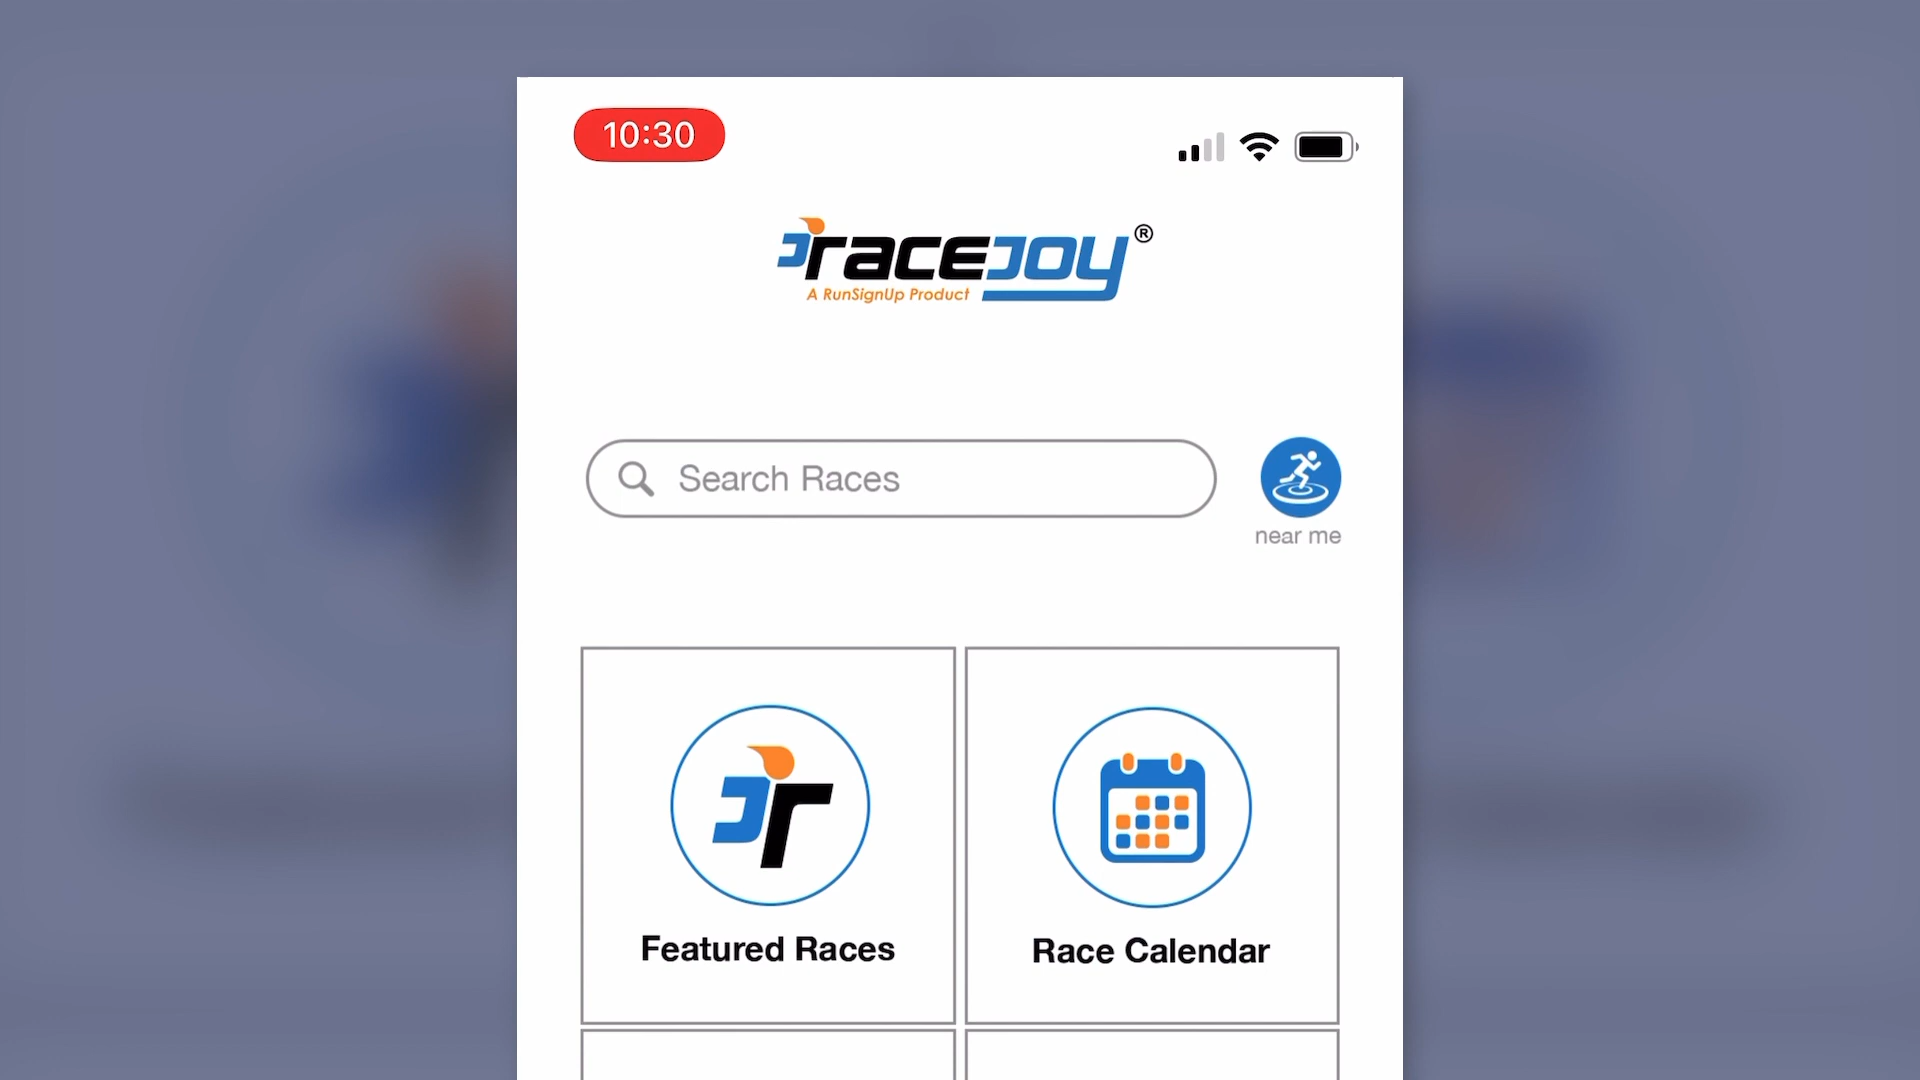 10:30
racejoy®
A RunSignUp Product
Search Races
near me
Featured Races
Race Calendar